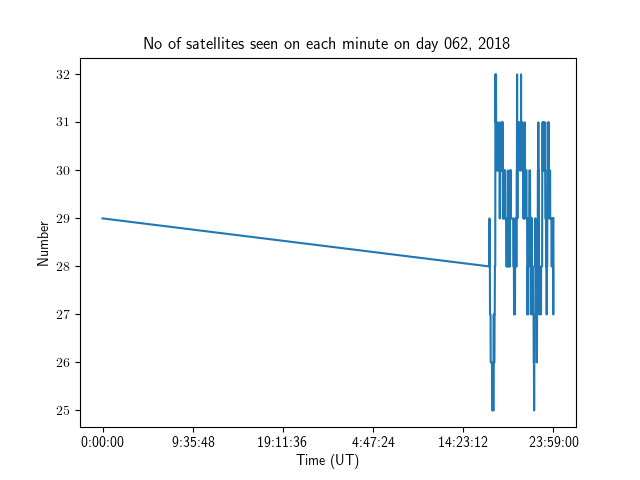 No of satellites seen on each minute on day 062, 2018
32
31
30
29
28
27
26
25
Number
0:00:00 9:35:48 19:11:36 4:47:24 14:23:12 23:59:00
Time (UT)